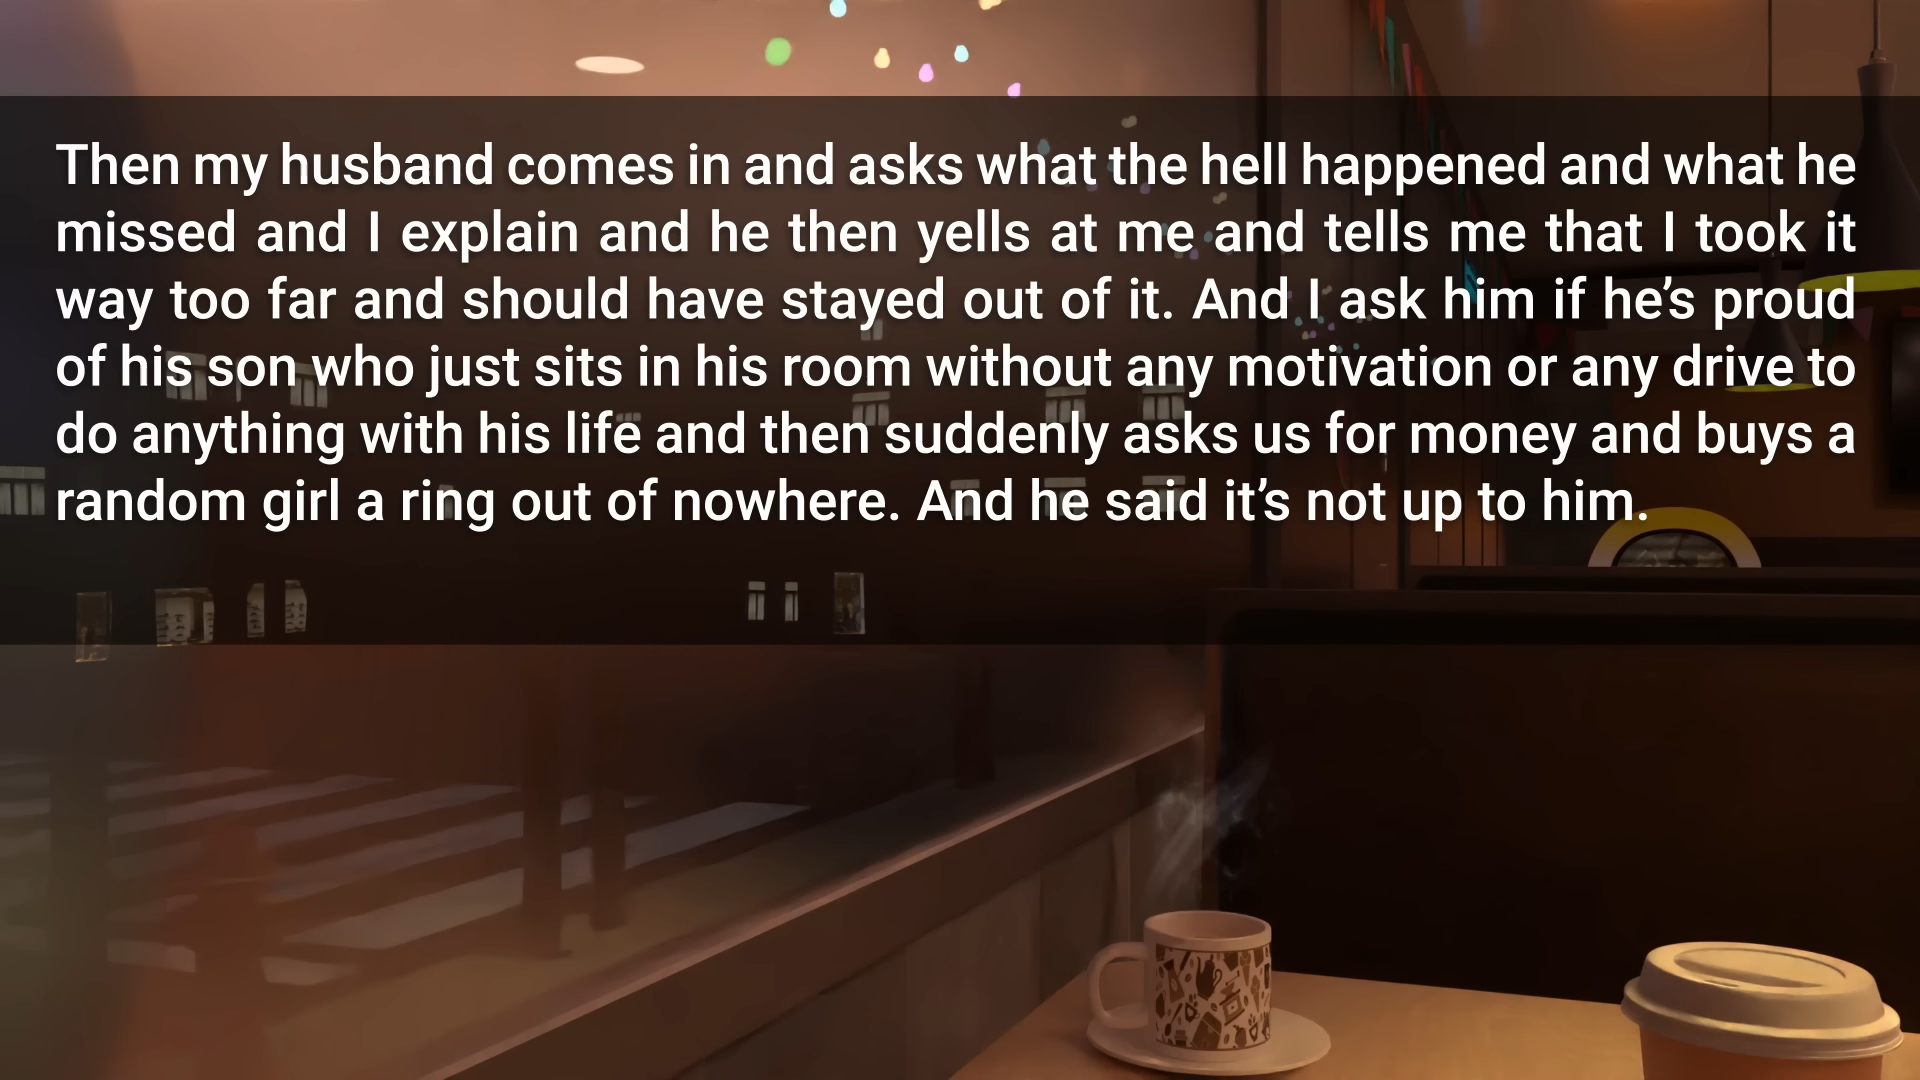 Then my husband comes in and asks what the hell happened and what he
missed and I explain and he then yells at me and tells me that I took it
way too far and should have stayed out of it. And I ask him if he’s proud
of his son who just sits in his room without any motivation or any drive to
do anything with his life and then suddenly asks us for money and buys a
random girl a ring out of nowhere. And he said it’s not up to him.